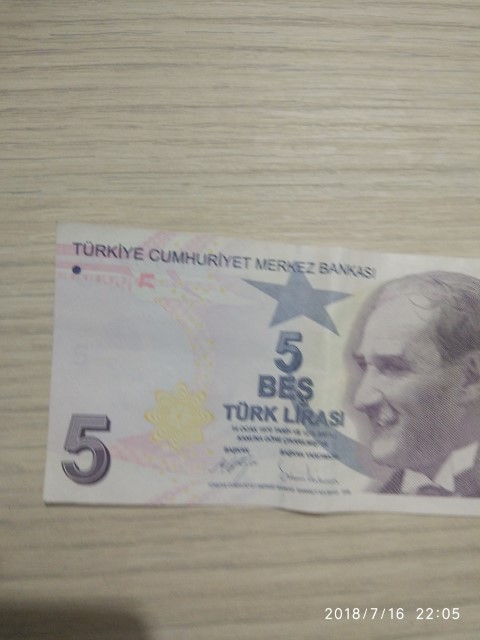 TÜRKİYE CUMHURİYET MERKEZ BANKASI
5
BEŞ
TÜRK LİRASI
5
2018/7/16 22:05